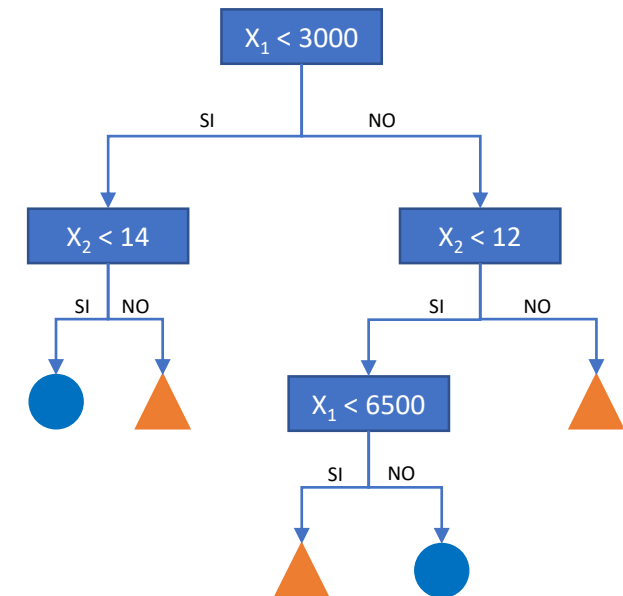 X₁ < 3000
SI NO
X₂ < 14 X₂ < 12
SI NO SI NO
X₁ < 6500
SI NO